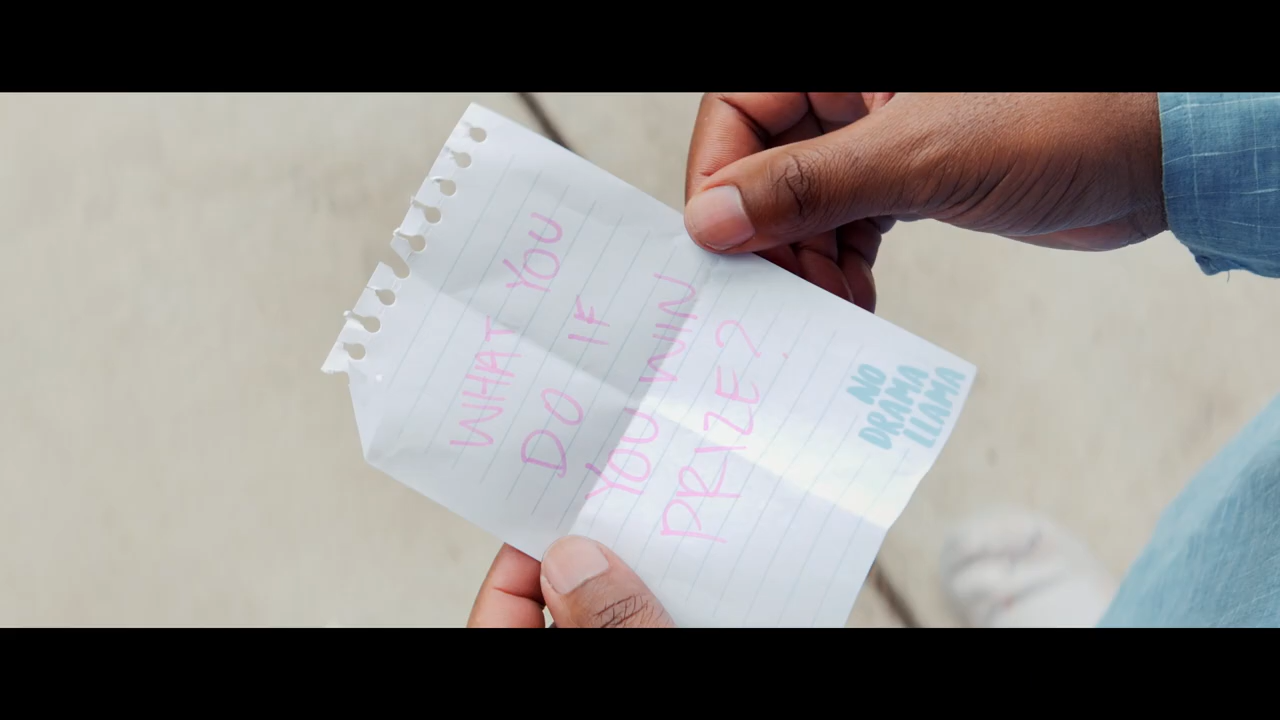 WHAT YOU
DO IF
YOU WIN
PRIZE?
NO
DRAMA
LLAMA